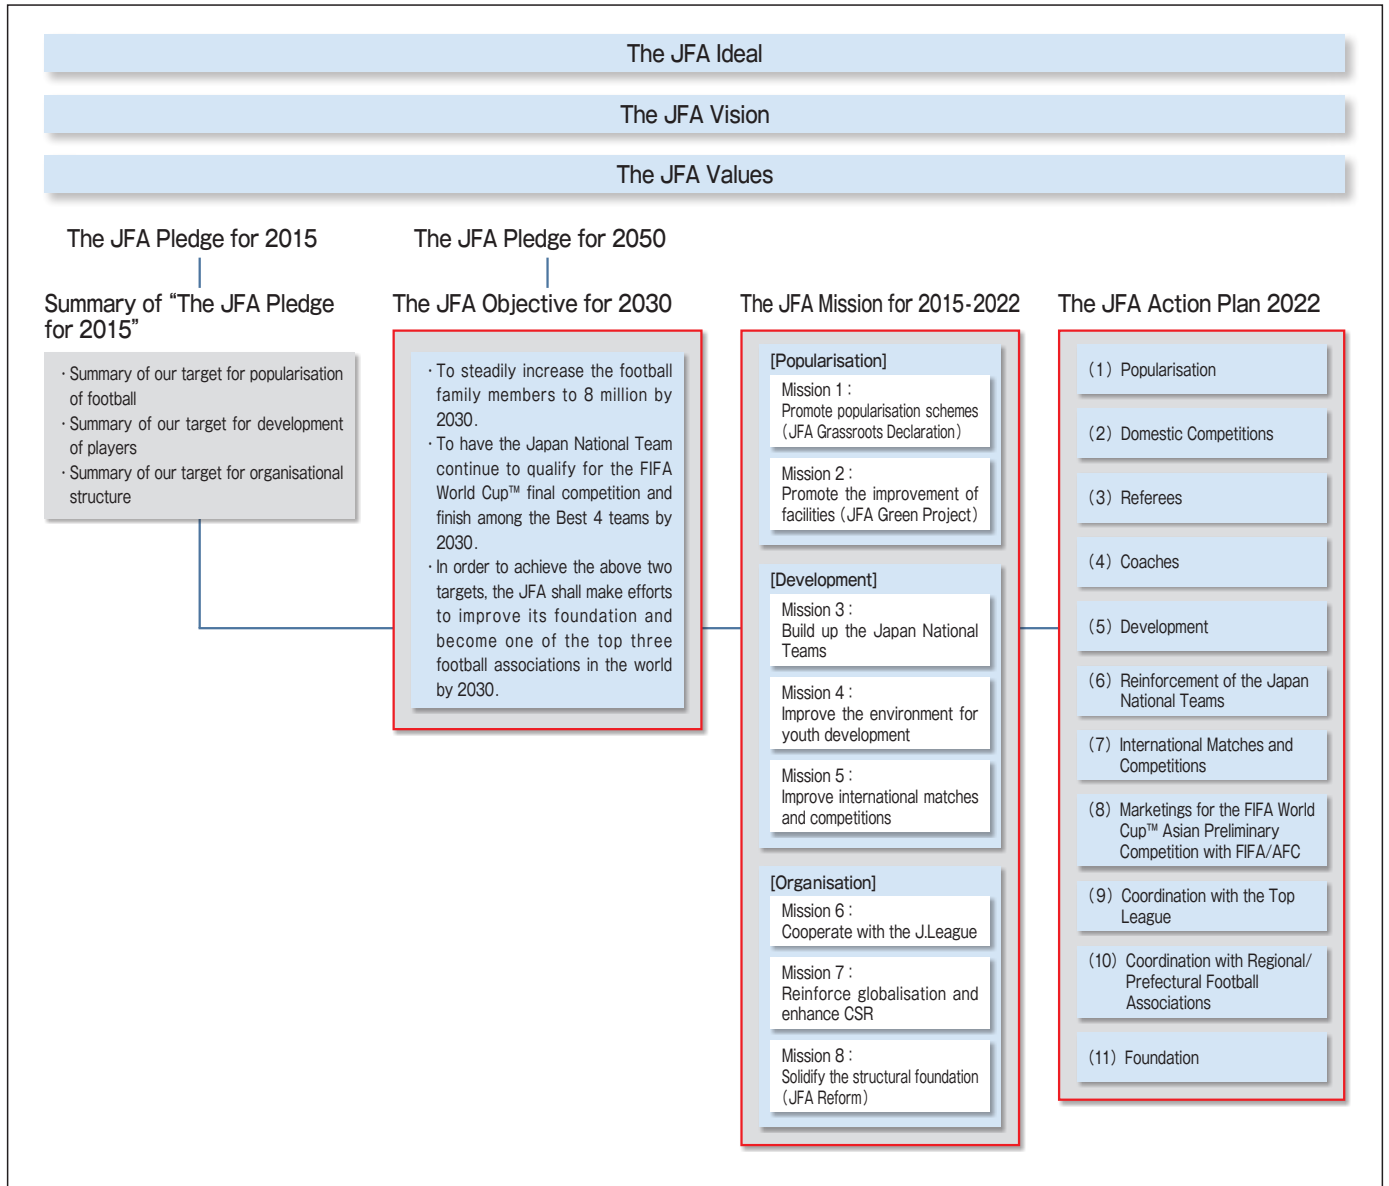 The JFA Ideal
The JFA Vision
The JFA Values
The JFA Pledge for 2015
Summary of “The JFA Pledge
for 2015”
· Summary of our target for popularisation
of football
· Summary of our target for development
of players
· Summary of our target for organisational
structure
The JFA Pledge for 2050
The JFA Objective for 2030
· To steadily increase the football
family members to 8 million by
2030.
· To have the Japan National Team
continue to qualify for the FIFA
World Cup™ final competition and
finish among the Best 4 teams by
2030.
· In order to achieve the above two
targets, the JFA shall make efforts
to improve its foundation and
become one of the top three
football associations in the world
by 2030.
The JFA Mission for 2015-2022
[Popularisation]
Mission 1 :
Promote popularisation schemes
(JFA Grassroots Declaration)
Mission 2 :
Promote the improvement of
facilities (JFA Green Project)
[Development]
Mission 3 :
Build up the Japan National
Teams
Mission 4 :
Improve the environment for
youth development
Mission 5 :
Improve international matches
and competitions
[Organisation]
Mission 6 :
Cooperate with the J.League
Mission 7 :
Reinforce globalisation and
enhance CSR
Mission 8 :
Solidify the structural foundation
(JFA Reform)
The JFA Action Plan 2022
(1) Popularisation
(2) Domestic Competitions
(3) Referees
(4) Coaches
(5) Development
(6) Reinforcement of the Japan
National Teams
(7) International Matches and
Competitions
(8) Marketings for the FIFA World
Cup™ Asian Preliminary
Competition with FIFA/AFC
(9) Coordination with the Top
League
(10) Coordination with Regional/
Prefectural Football
Associations
(11) Foundation